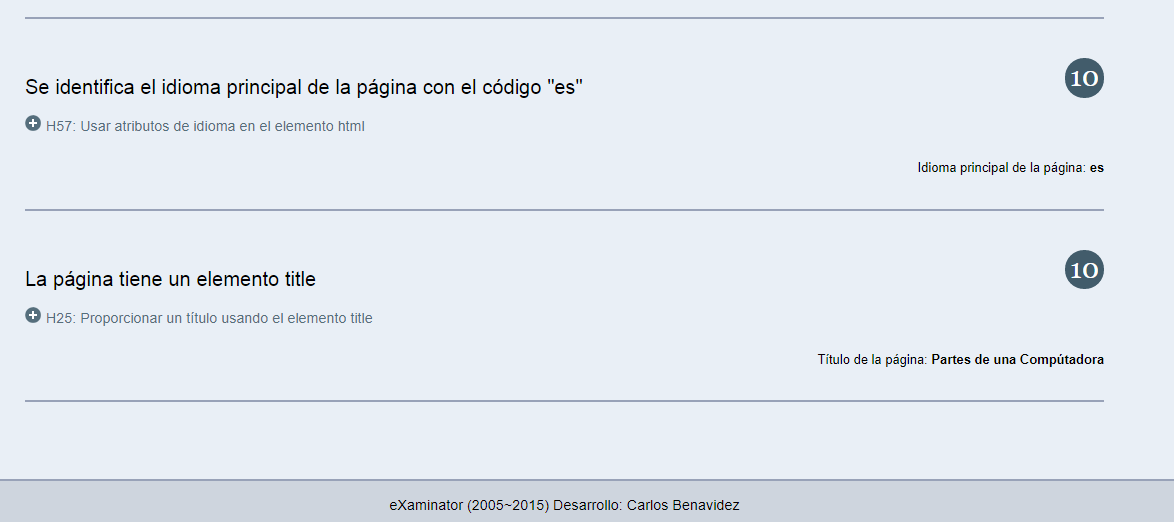 Se identifica el idioma principal de la página con el código "es"
10
H57: Usar atributos de idioma en el elemento html
Idioma principal de la página: es
La página tiene un elemento title
10
H25: Proporcionar un título usando el elemento title
Título de la página: Partes de una Compútadora
eXaminator (2005~2015) Desarrollo: Carlos Benavidez